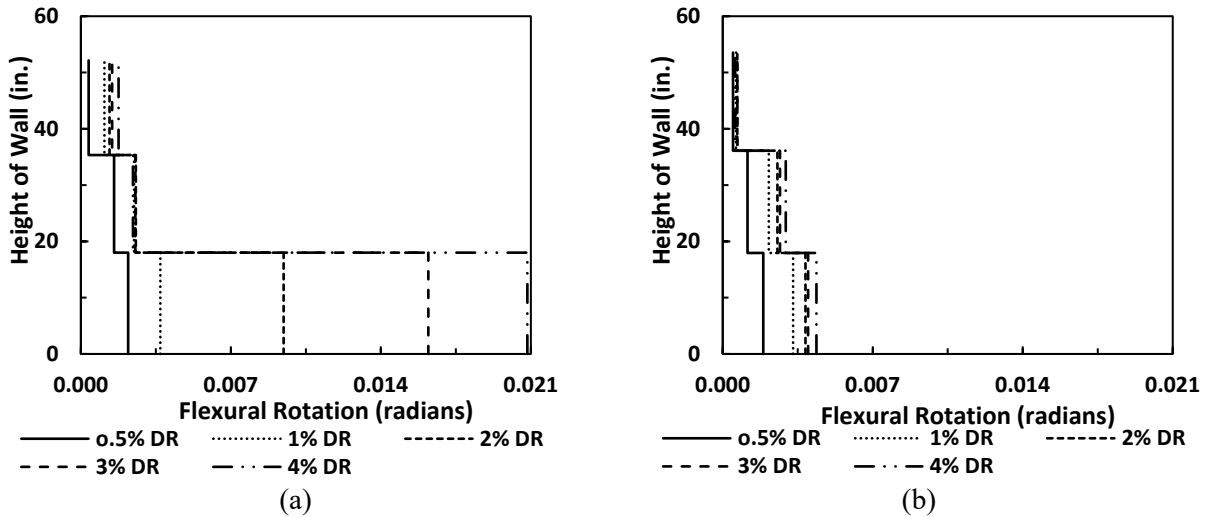 60
40
20
0
Height of Wall (in.)
0.000 0.007 0.014 0.021
Flexural Rotation (radians)
o.5% DR 1% DR 2% DR
3% DR 4% DR
(a)
60
40
20
0
Height of Wall (in.)
0.000 0.007 0.014 0.021
Flexural Rotation (radians)
o.5% DR 1% DR 2% DR
3% DR 4% DR
(b)